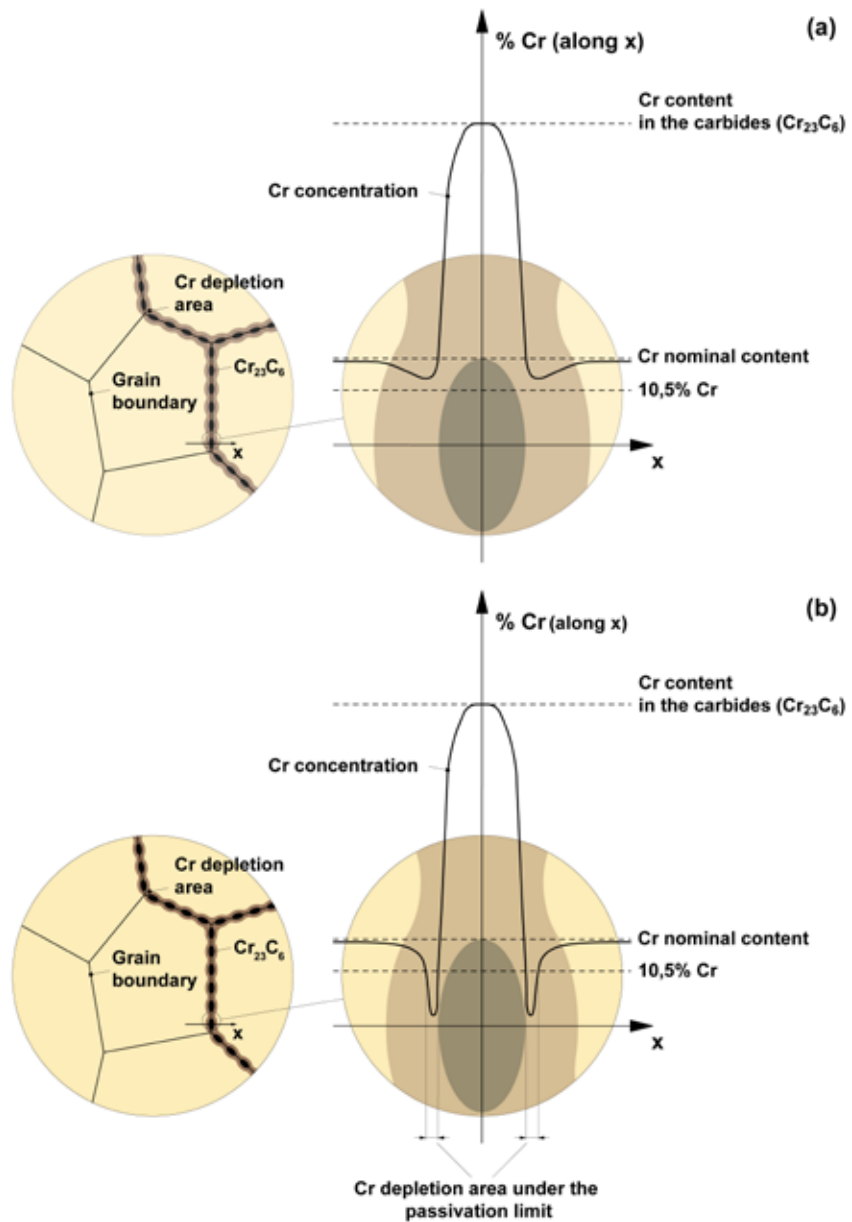 (a)
% Cr (along x)
Cr content
in the carbides (Cr₂₃C₆)
Cr concentration
Cr depletion
area
Cr₂₃C₆
Grain
boundary
x
Cr nominal content
10,5% Cr
x
(b)
% Cr (along x)
Cr content
in the carbides (Cr₂₃C₆)
Cr concentration
Cr depletion
area
Cr₂₃C₆
Grain
boundary
x
Cr nominal content
10,5% Cr
x
Cr depletion area under the
passivation limit